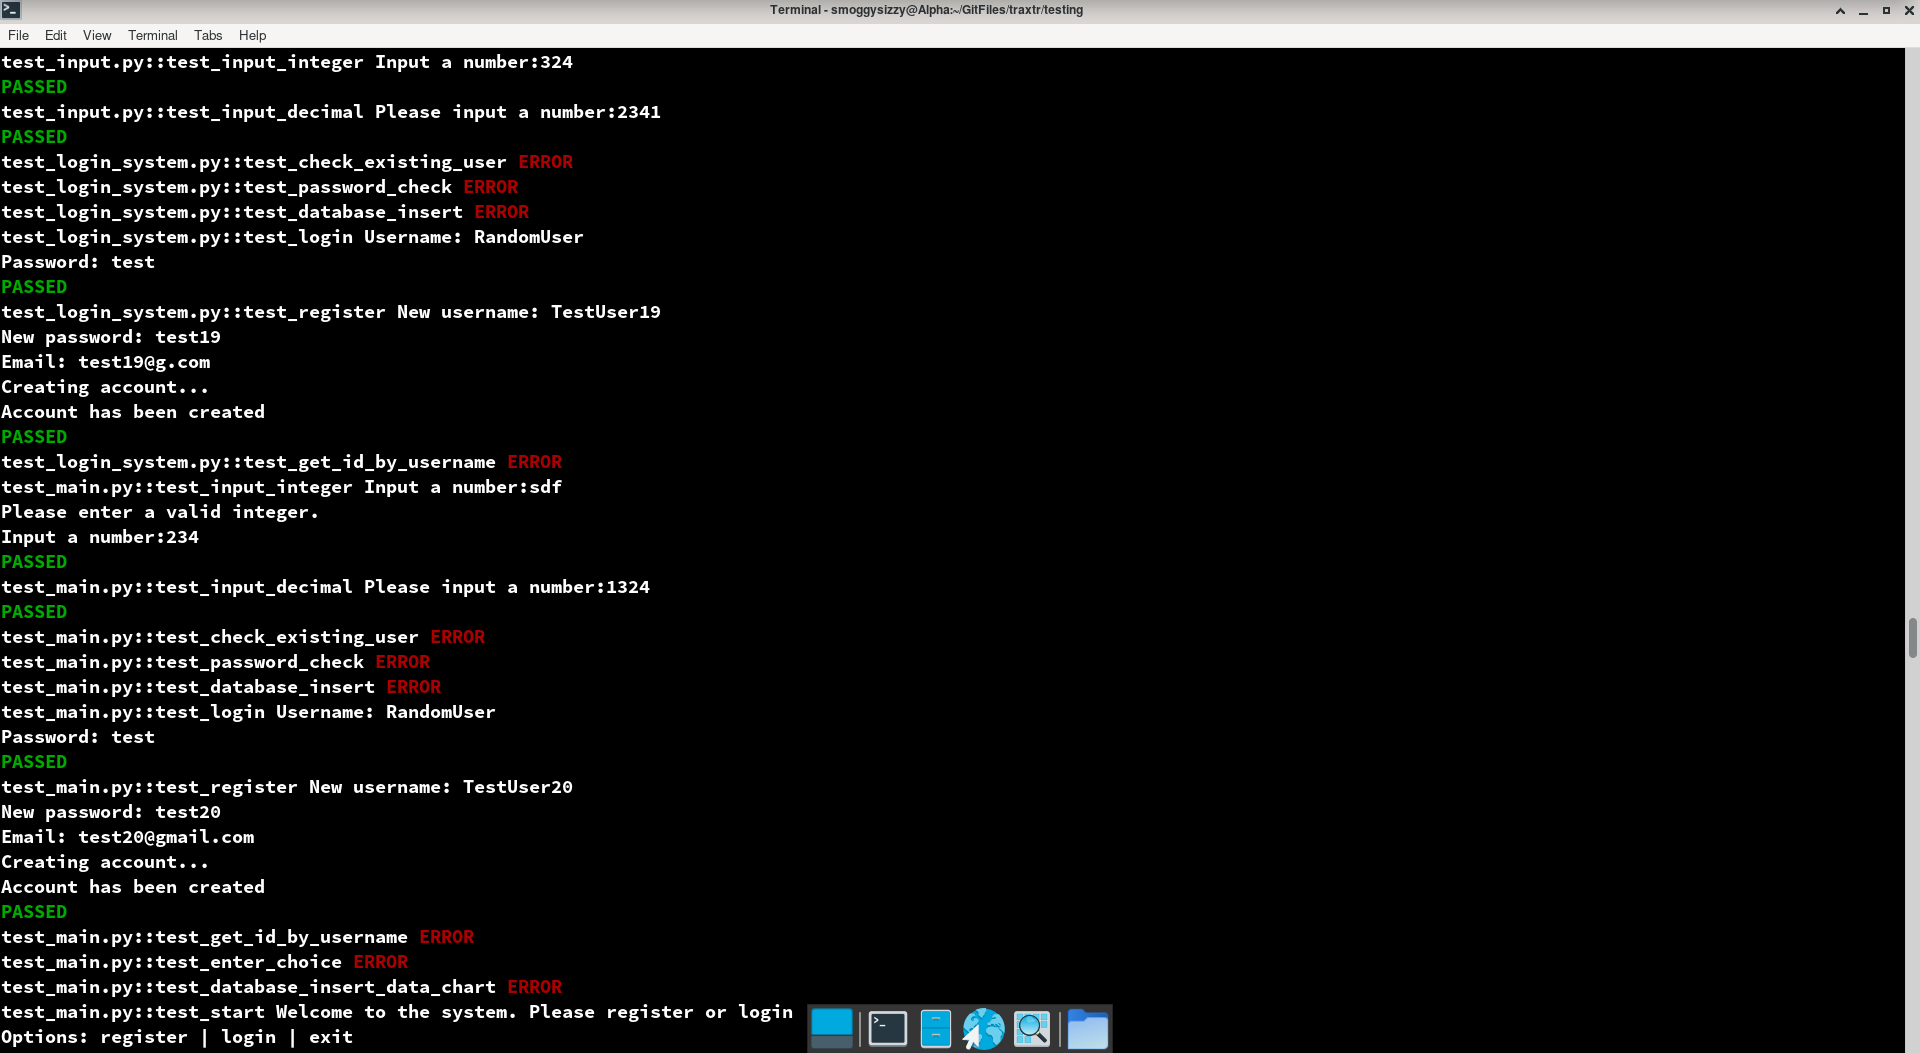 Terminal - smoggysizzy@Alpha:~/GitFiles/traxtr/testing
File Edit View Terminal Tabs Help
test_input.py::test_input_integer Input a number:324
PASSED
test_input.py::test_input_decimal Please input a number:2341
PASSED
test_login_system.py::test_check_existing_user ERROR
test_login_system.py::test_password_check ERROR
test_login_system.py::test_database_insert ERROR
test_login_system.py::test_login Username: RandomUser
Password: test
PASSED
test_login_system.py::test_register New username: TestUser19
New password: test19
Email: test19@g.com
Creating account...
Account has been created
PASSED
test_login_system.py::test_get_id_by_username ERROR
test_main.py::test_input_integer Input a number:sdf
Please enter a valid integer.
Input a number:234
PASSED
test_main.py::test_input_decimal Please input a number:1324
PASSED
test_main.py::test_check_existing_user ERROR
test_main.py::test_password_check ERROR
test_main.py::test_database_insert ERROR
test_main.py::test_login Username: RandomUser
Password: test
PASSED
test_main.py::test_register New username: TestUser20
New password: test20
Email: test20@gmail.com
Creating account...
Account has been created
PASSED
test_main.py::test_get_id_by_username ERROR
test_main.py::test_enter_choice ERROR
test_main.py::test_database_insert_data_chart ERROR
test_main.py::test_start Welcome to the system. Please register or login
Options: register | login | exit